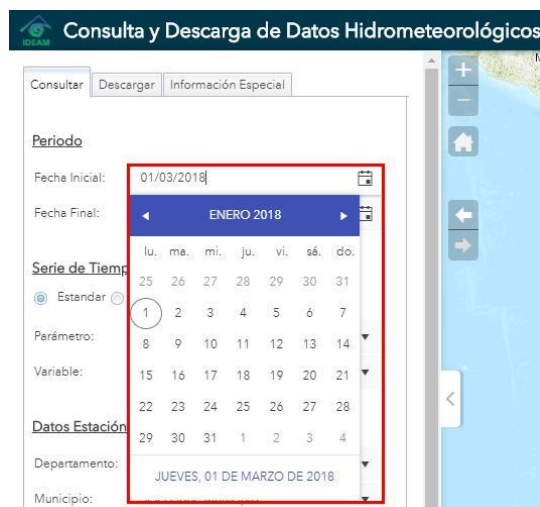 IDEAM
Consulta y Descarga de Datos Hidrometeorológicos
Consultar Descargar Información Especial
Periodo
Fecha Inicial: 01/03/2018
Fecha Final:
ENERO 2018
lu. ma. mi. ju. vi. sá. do.
25 26 27 28 29 30 31
1 2 3 4 5 6 7
8 9 10 11 12 13 14
15 16 17 18 19 20 21
22 23 24 25 26 27 28
29 30 31 1 2 3 4
JUEVES, 01 DE MARZO DE 2018
Serie de Tiemp
Estandar
Parámetro:
Variable:
Datos Estación
Departamento:
Municipio: